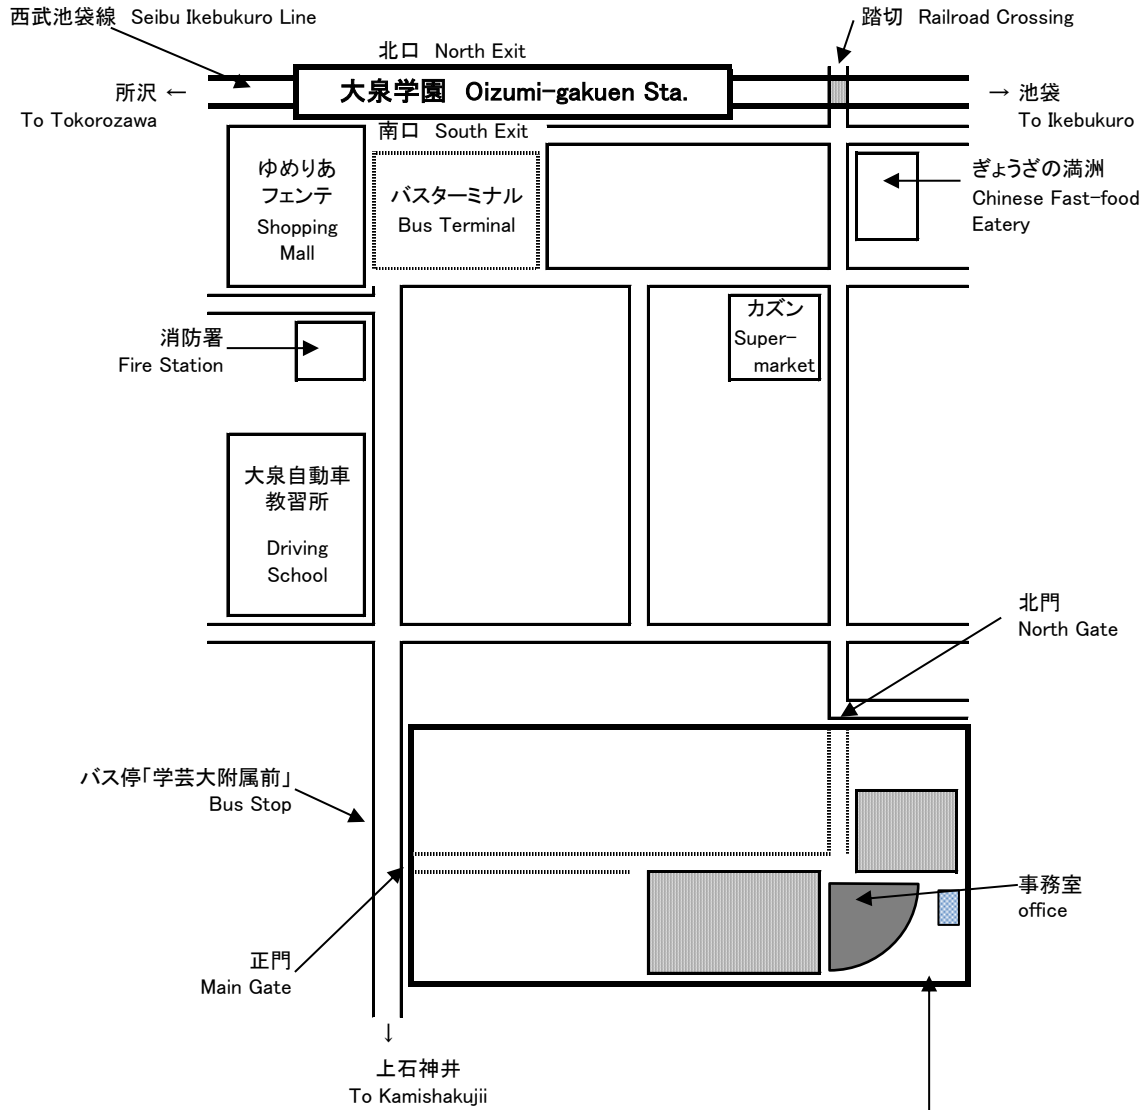 西武池袋線 Seibu Ikebukuro Line
踏切 Railroad Crossing
北口 North Exit
所沢 ←
To Tokorozawa
大泉学園 Oizumi-gakuen Sta.
→ 池袋
To Ikebukuro
南口 South Exit
ゆめりあ
フェンテ
Shopping
Mall
バスターミナル
Bus Terminal
ぎょうざの満洲
Chinese Fast-food
Eatery
消防署
Fire Station
カズン
Super-
market
大泉自動車
教習所
Driving
School
北門
North Gate
バス停「学芸大附属前」
Bus Stop
事務室
office
正門
Main Gate
↓
上石神井
To Kamishakujii